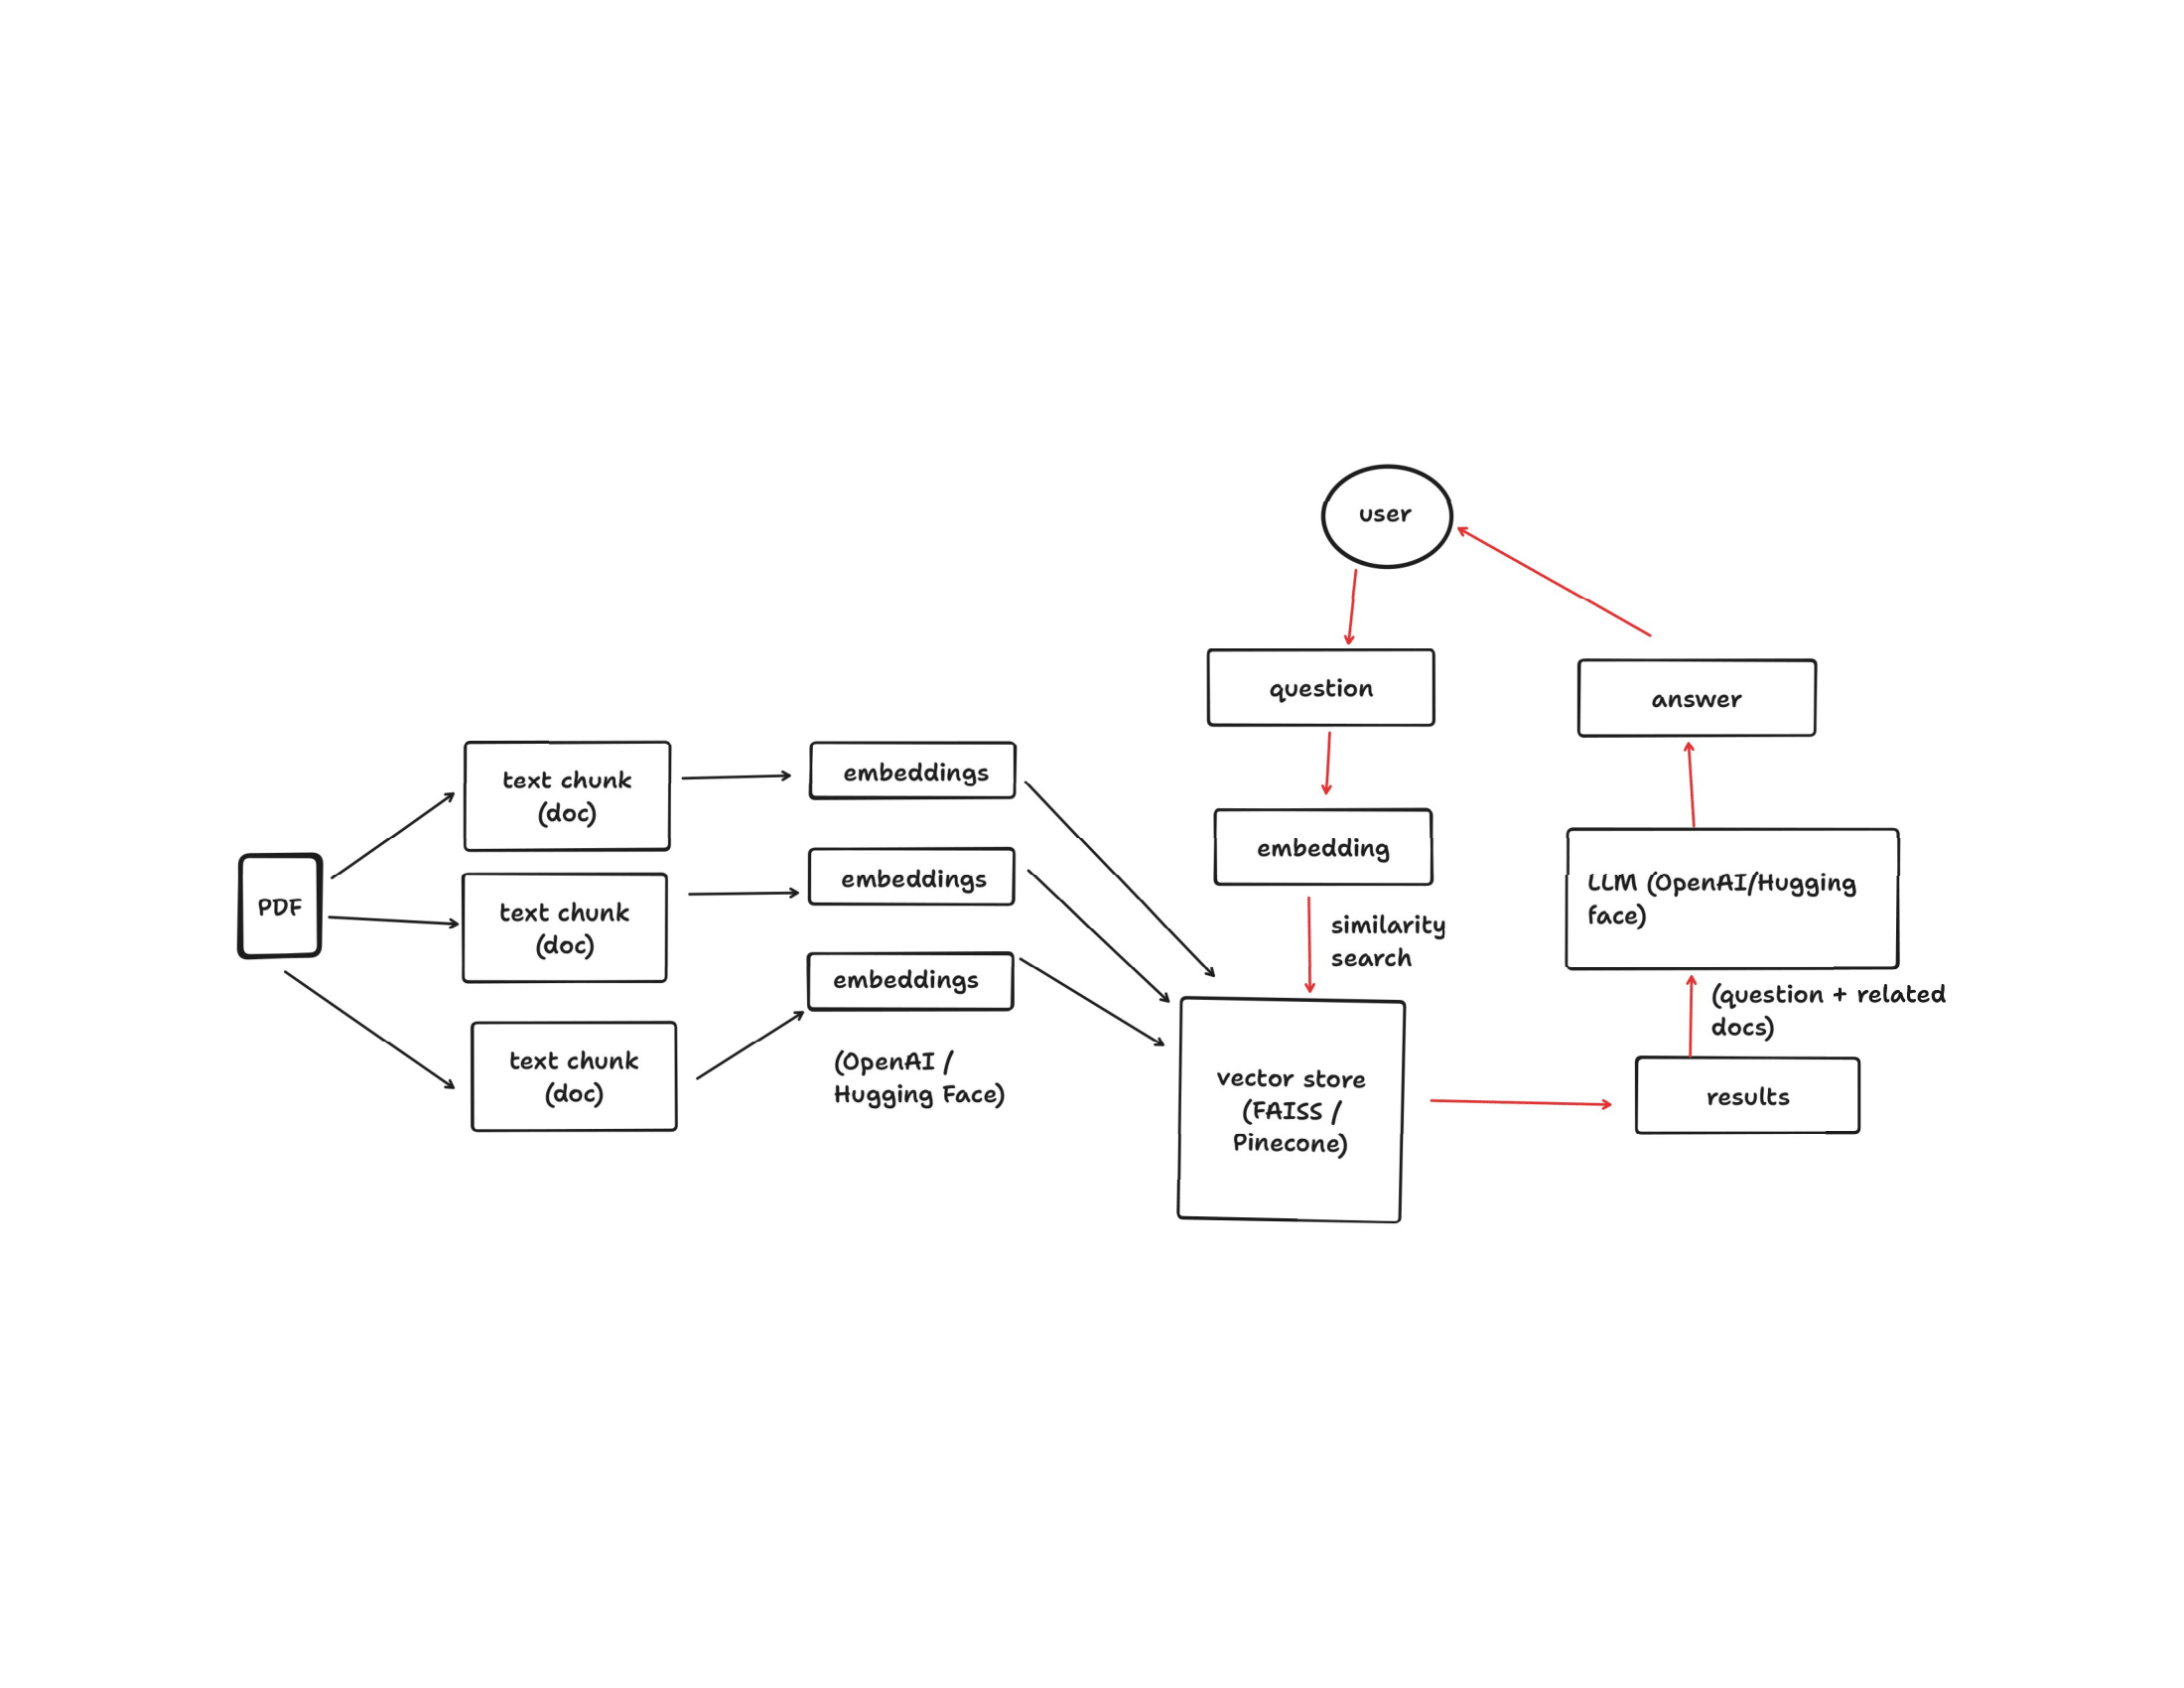 user
question
answer
text chunk
(doc)
embeddings
embedding
LLM (OpenAI/Hugging
face)
PDF
text chunk
(doc)
embeddings
similarity
search
embeddings
(question + related
docs)
text chunk
(doc)
(OpenAI /
Hugging Face)
vector store
(FAISS /
Pinecone)
results